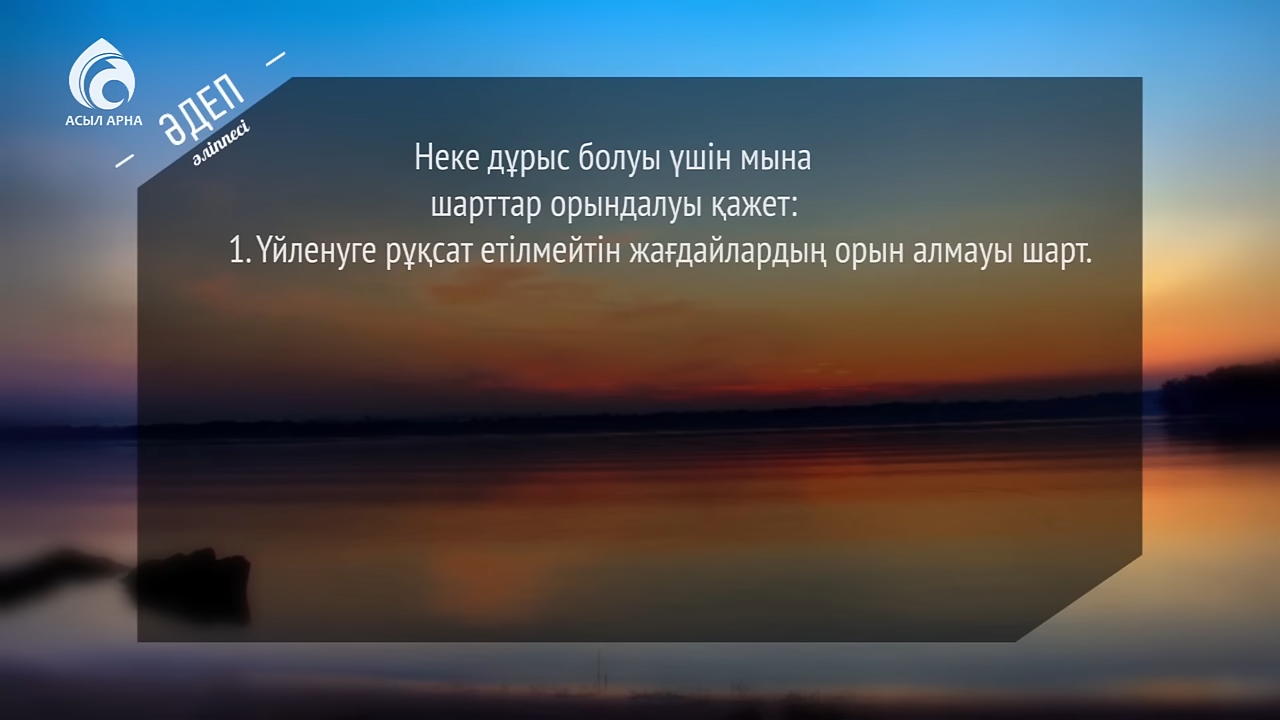 АСЫЛ АРНА
ӘДЕП
әліппесі
Неке дұрыс болуы үшін мына
шарттар орындалуы қажет:
1. Үйленуге рұқсат етілмейтін жағдайлардың орын алмауы шарт.